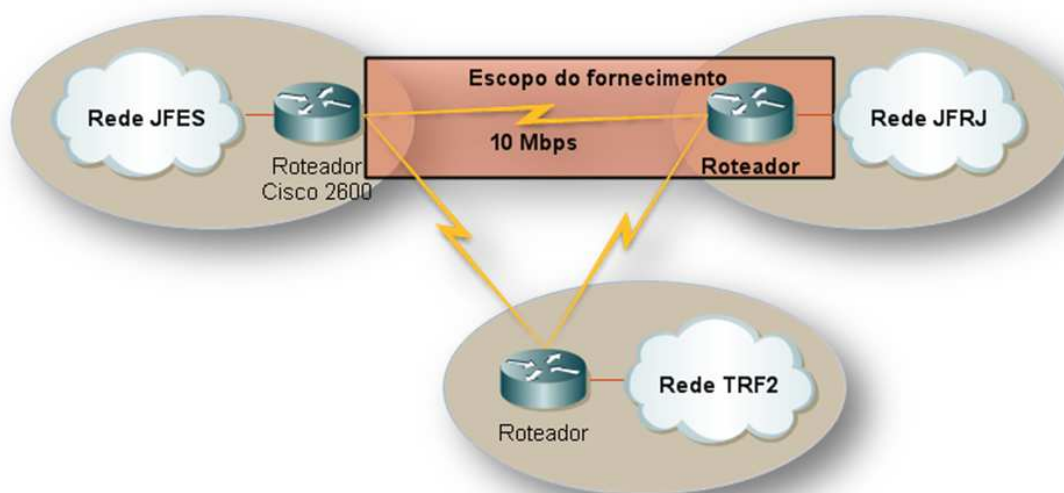 Escopo do fornecimento
Rede JFES
Rede JFRJ
10 Mbps
Roteador
Cisco 2600
Roteador
Rede TRF2
Roteador